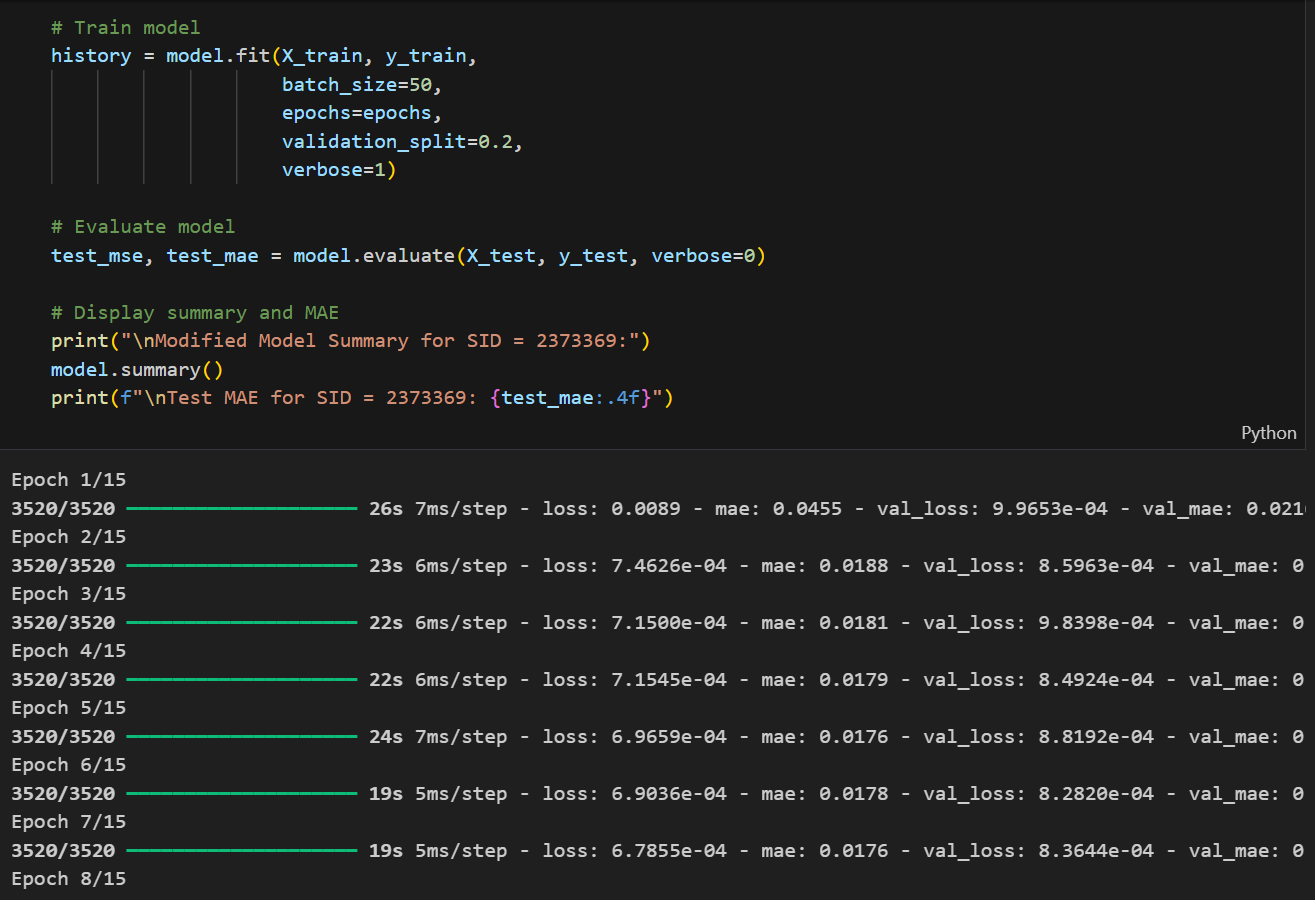 # Train model
history = model.fit(X_train, y_train,
batch_size=50,
epochs=epochs,
validation_split=0.2,
verbose=1)
# Evaluate model
test_mse, test_mae = model.evaluate(X_test, y_test, verbose=0)
# Display summary and MAE
print("\nModified Model Summary for SID = 2373369:")
model.summary()
print(f"\nTest MAE for SID = 2373369: {test_mae:.4f}")
Python
Epoch 1/15
3520/3520 26s 7ms/step - loss: 0.0089 - mae: 0.0455 - val_loss: 9.9653e-04 - val_mae: 0.021
Epoch 2/15
3520/3520 23s 6ms/step - loss: 7.4626e-04 - mae: 0.0188 - val_loss: 8.5963e-04 - val_mae: 0
Epoch 3/15
3520/3520 22s 6ms/step - loss: 7.1500e-04 - mae: 0.0181 - val_loss: 9.8398e-04 - val_mae: 0
Epoch 4/15
3520/3520 22s 6ms/step - loss: 7.1545e-04 - mae: 0.0179 - val_loss: 8.4924e-04 - val_mae: 0
Epoch 5/15
3520/3520 24s 7ms/step - loss: 6.9659e-04 - mae: 0.0176 - val_loss: 8.8192e-04 - val_mae: 0
Epoch 6/15
3520/3520 19s 5ms/step - loss: 6.9036e-04 - mae: 0.0178 - val_loss: 8.2820e-04 - val_mae: 0
Epoch 7/15
3520/3520 19s 5ms/step - loss: 6.7855e-04 - mae: 0.0176 - val_loss: 8.3644e-04 - val_mae: 0
Epoch 8/15